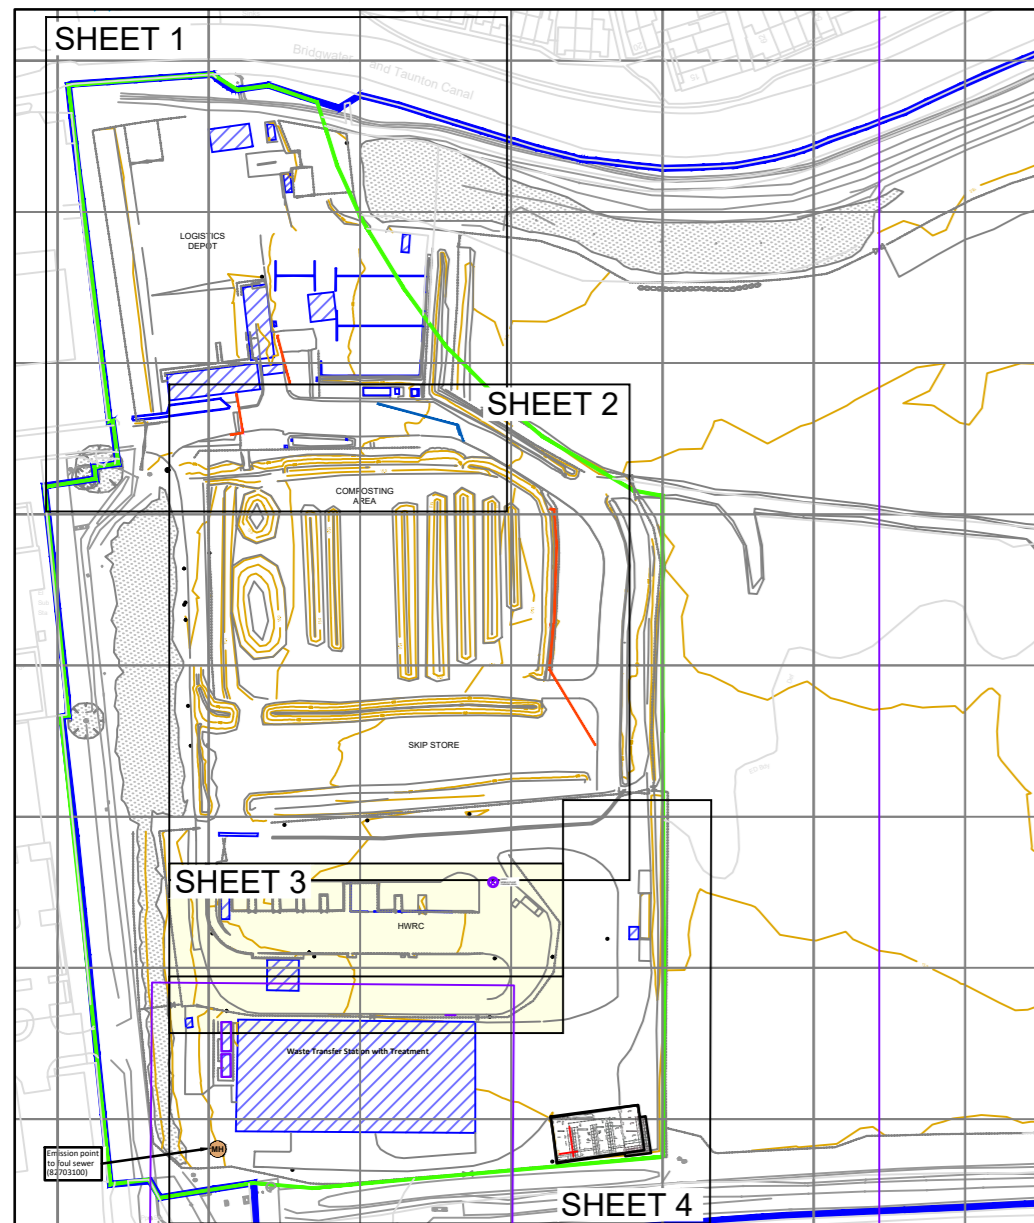 SHEET 1
Bridgwater and Taunton Canal
LOGISTICS
DEPOT
SHEET 2
COMPOSTING
AREA
SKIP STORE
SHEET 3
HWRC
Waste Transfer Station with Treatment
MH
Emission point
to foul sewer
(82703100)
SHEET 4